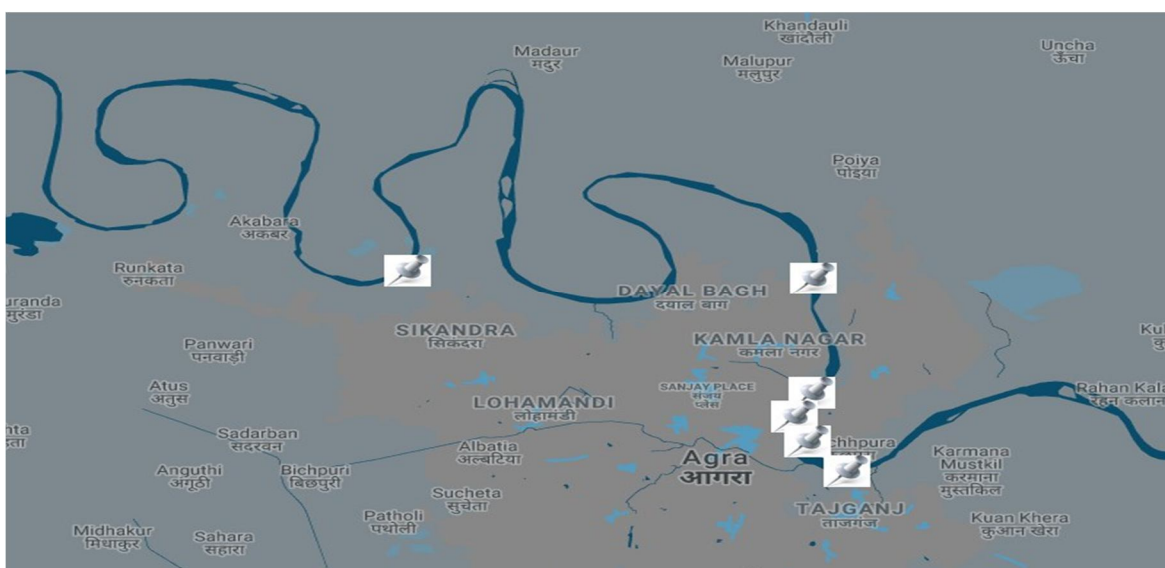 Khandauli
खांदौली
Uncha
ऊँचा
Madaur
मदुर
Malupur
मलुपुर
Poiya
पोइया
Akabara
अकबर
Runkata
रुनकता
uranda
मुरंडा
DAYAL BAGH
दयाल बाग
SIKANDRA
सिकंदरा
KAMLA NAGAR
कमला नगर
Panwari
पनवाड़ी
SANJAY PLACE
संजय
प्लेस
Atus
अतुस
Rahan Kala
रहन कलान
LOHAMANDI
लोहामंडी
Sadarban
सदरवन
Albatia
अल्बटिया
chhpura
Agra
आगरा
Karmana
Mustkil
करमाना
मुस्तकिल
Anguthi
अंगूठी
Bichpuri
बिछपुरी
Sucheta
सुचेता
TAJGANJ
ताजगंज
Patholi
पथोली
Kuan Khera
कुआन खेरा
Midhakur
मिधाकुर
Sahara
सहारा